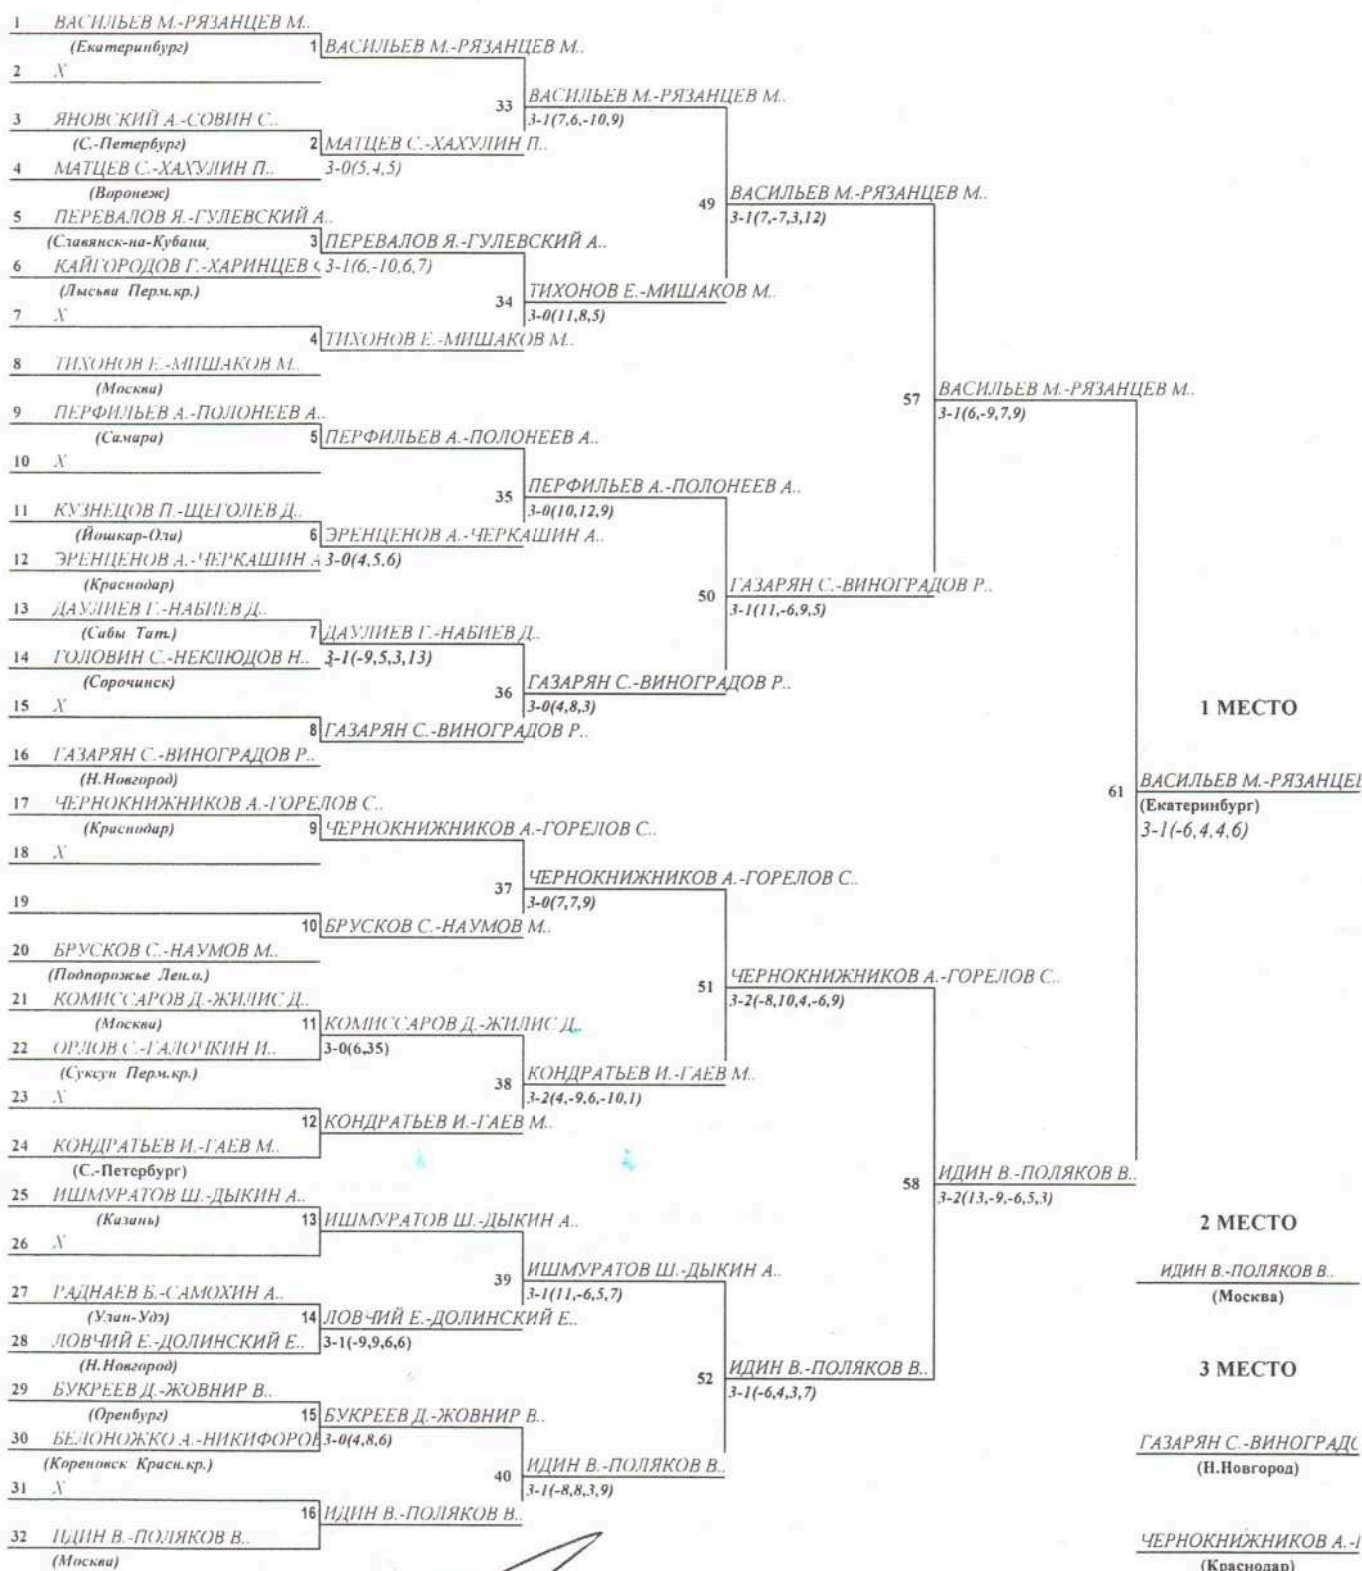 1 ВАСИЛЬЕВ М.-РЯЗАНЦЕВ М..
(Екатеринбург)
1 ВАСИЛЬЕВ М.-РЯЗАНЦЕВ М..
2 X
33 ВАСИЛЬЕВ М.-РЯЗАНЦЕВ М..
3-1(7,6,-10,9)
3 ЯНОВСКИЙ А.-СОВИН С..
(С.-Петербург)
2 МАТЦЕВ С.-ХАХУЛИН П..
4 МАТЦЕВ С.-ХАХУЛИН П..
3-0(5,4,5)
(Воронеж)
49 ВАСИЛЬЕВ М.-РЯЗАНЦЕВ М..
3-1(7,-7,3,12)
5 ПЕРЕВАЛОВ Я.-ГУЛЕВСКИЙ А..
(Славянск-на-Кубани
3 ПЕРЕВАЛОВ Я.-ГУЛЕВСКИЙ А..
6 КАЙГОРОДОВ Г.-ХАРИНЦЕВ
3-1(6,-10,6,7)
(Лысьва Перм.кр.)
34 ТИХОНОВ Е.-МИШАКОВ М..
3-0(11,8,5)
7 X
4 ТИХОНОВ Е.-МИШАКОВ М..
8 ТИХОНОВ Е.-МИШАКОВ М..
(Москва)
57 ВАСИЛЬЕВ М.-РЯЗАНЦЕВ М..
3-1(6,-9,7,9)
9 ПЕРФИЛЬЕВ А.-ПОЛОНЕЕВ А..
(Самара)
5 ПЕРФИЛЬЕВ А.-ПОЛОНЕЕВ А..
10 X
35 ПЕРФИЛЬЕВ А.-ПОЛОНЕЕВ А..
3-0(10,12,9)
11 КУЗНЕЦОВ П.-ЩЕГОЛЕВ Д..
(Йошкар-Ола)
6 ЭРЕНЦЕНОВ А.-ЧЕРКАШИН А..
12 ЭРЕНЦЕНОВ А.-ЧЕРКАШИН А
3-0(4,5,6)
(Краснодар)
50 ГАЗАРЯН С.-ВИНОГРАДОВ Р..
3-1(11,-6,9,5)
13 ДАУЛИЕВ Г.-НАБИЕВ Д..
(Сабы Тат.)
7 ДАУЛИЕВ Г.-НАБИЕВ Д..
14 ГОЛОВИН С.-НЕКЛЮДОВ Н..
3-1(-9,5,3,13)
(Сорочинск)
36 ГАЗАРЯН С.-ВИНОГРАДОВ Р..
3-0(4,8,3)
15 X
1 МЕСТО
8 ГАЗАРЯН С.-ВИНОГРАДОВ Р..
16 ГАЗАРЯН С.-ВИНОГРАДОВ Р..
(Н.Новгород)
61 ВАСИЛЬЕВ М.-РЯЗАНЦЕВ
(Екатеринбург)
3-1(-6,4,4,6)
17 ЧЕРНОКНИЖНИКОВ А.-ГОРЕЛОВ С..
(Краснодар)
9 ЧЕРНОКНИЖНИКОВ А.-ГОРЕЛОВ С..
18 X
37 ЧЕРНОКНИЖНИКОВ А.-ГОРЕЛОВ С..
3-0(7,7,9)
19
10 БРУСКОВ С.-НАУМОВ М..
20 БРУСКОВ С.-НАУМОВ М..
(Подпорожье Лен.о.)
51 ЧЕРНОКНИЖНИКОВ А.-ГОРЕЛОВ С..
3-2(-8,10,4,-6,9)
21 КОМИССАРОВ Д.-ЖИЛИС Д..
(Москва)
11 КОМИССАРОВ Д.-ЖИЛИС Д..
22 ОРЛОВ С.-ГАЛОЧКИН И..
3-0(6,35)
(Суксун Перм.кр.)
38 КОНДРАТЬЕВ И.-ГАЕВ М..
3-2(4,-9,6,-10,1)
23 X
12 КОНДРАТЬЕВ И.-ГАЕВ М..
24 КОНДРАТЬЕВ И.-ГАЕВ М..
(С.-Петербург)
58 ИДИН В.-ПОЛЯКОВ В..
3-2(13,-9,-6,5,3)
25 ИШМУРАТОВ Ш.-ДЫКИН А..
(Казань)
13 ИШМУРАТОВ Ш.-ДЫКИН А..
2 МЕСТО
26 X
39 ИШМУРАТОВ Ш.-ДЫКИН А..
3-1(11,-6,5,7)
ИДИН В.-ПОЛЯКОВ В..
(Москва)
27 РАДНАЕВ Б.-САМОХИН А..
(Улан-Удэ)
14 ЛОВЧИЙ Е.-ДОЛИНСКИЙ Е..
28 ЛОВЧИЙ Е.-ДОЛИНСКИЙ Е..
3-1(-9,9,6,6)
(Н.Новгород)
52 ИДИН В.-ПОЛЯКОВ В..
3-1(-6,4,3,7)
3 МЕСТО
29 БУКРЕЕВ Д.-ЖОВНИР В..
(Оренбург)
15 БУКРЕЕВ Д.-ЖОВНИР В..
30 БЕЛОНОЖКО А.-НИКИФОРОВ
3-0(4,8,6)
(Кореновск Красн.кр.)
ГАЗАРЯН С.-ВИНОГРАДО
(Н.Новгород)
40 ИДИН В.-ПОЛЯКОВ В..
3-1(-8,8,3,9)
31 X
16 ИДИН В.-ПОЛЯКОВ В..
32 ИДИН В.-ПОЛЯКОВ В..
(Москва)
ЧЕРНОКНИЖНИКОВ А.-Г
(Краснодар)